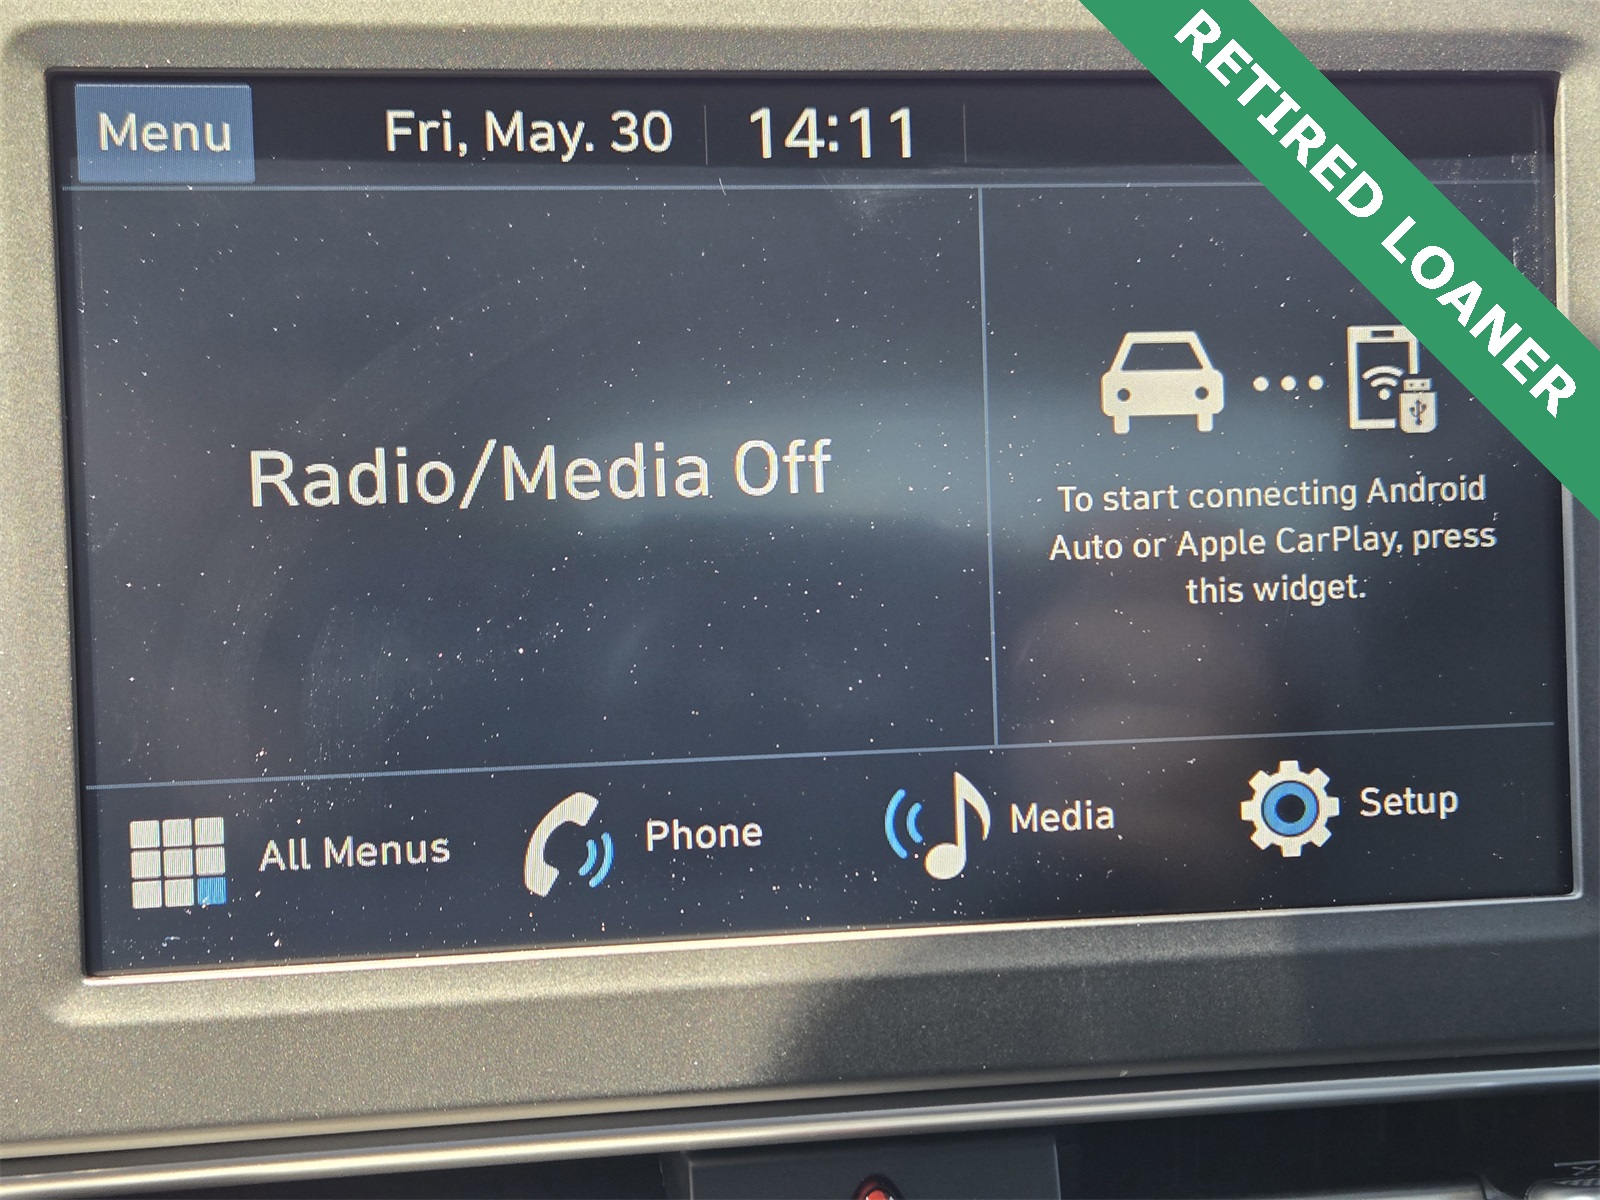 Menu
Fri, May. 30
14:11
RETIRED LOANER
Radio/Media Off
To start connecting Android
Auto or Apple CarPlay, press
this widget.
All Menus
Phone
Media
Setup